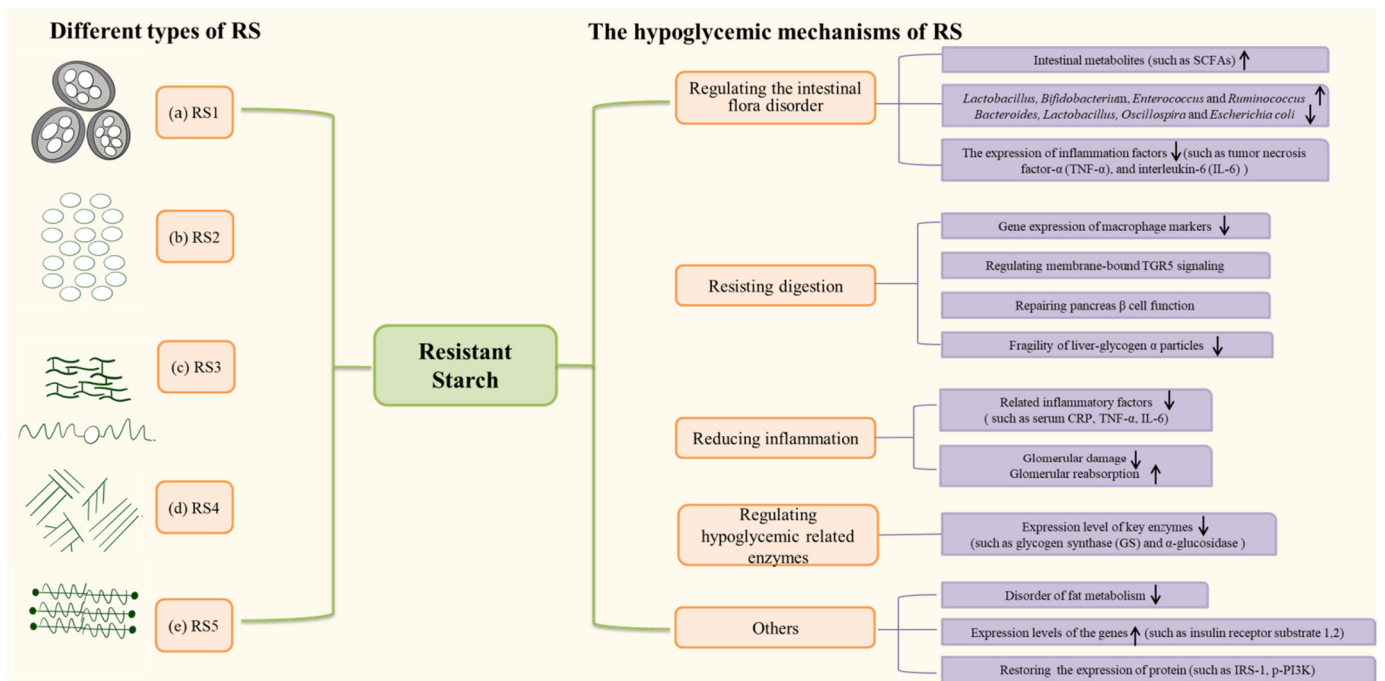 Different types of RS
(a) RS1
(b) RS2
(c) RS3
(d) RS4
(e) RS5
Resistant
Starch
The hypoglycemic mechanisms of RS
Regulating the intestinal
flora disorder
Intestinal metabolites (such as SCFAs) ↑
Lactobacillus, Bifidobacterium, Enterococcus and Ruminococcus ↑
Bacteroides, Lactobacillus, Oscillospira and Escherichia coli ↓
The expression of inflammation factors ↓ (such as tumor necrosis
factor-α (TNF-α), and interleukin-6 (IL-6) )
Resisting digestion
Gene expression of macrophage markers ↓
Regulating membrane-bound TGR5 signaling
Repairing pancreas β cell function
Fragility of liver-glycogen α particles ↓
Reducing inflammation
Related inflammatory factors ↓
( such as serum CRP, TNF-α, IL-6)
Glomerular damage ↓
Glomerular reabsorption ↑
Regulating
hypoglycemic related
enzymes
Expression level of key enzymes ↓
(such as glycogen synthase (GS) and α-glucosidase )
Others
Disorder of fat metabolism ↓
Expression levels of the genes ↑ (such as insulin receptor substrate 1,2)
Restoring the expression of protein (such as IRS-1, p-PI3K)